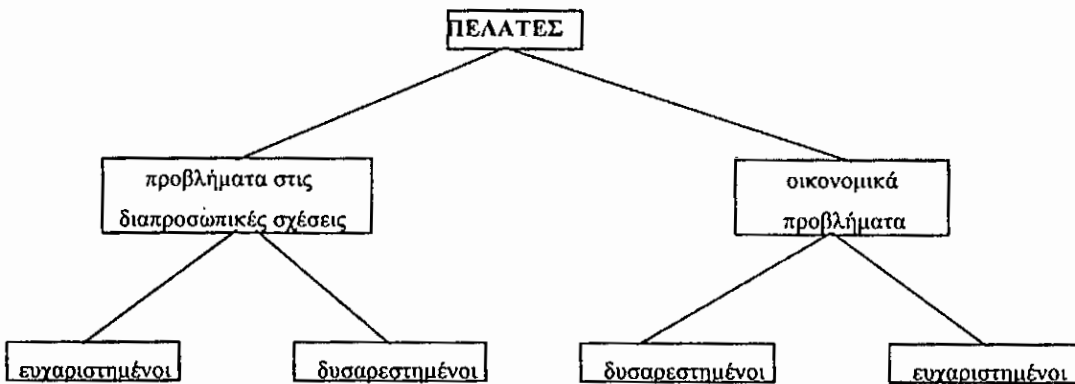 ΠΕΛΑΤΕΣ
προβλήματα στις
διαπροσωπικές σχέσεις
οικονομικά
προβλήματα
ευχαριστημένοι
δυσαρεστημένοι
δυσαρεστημένοι
ευχαριστημένοι